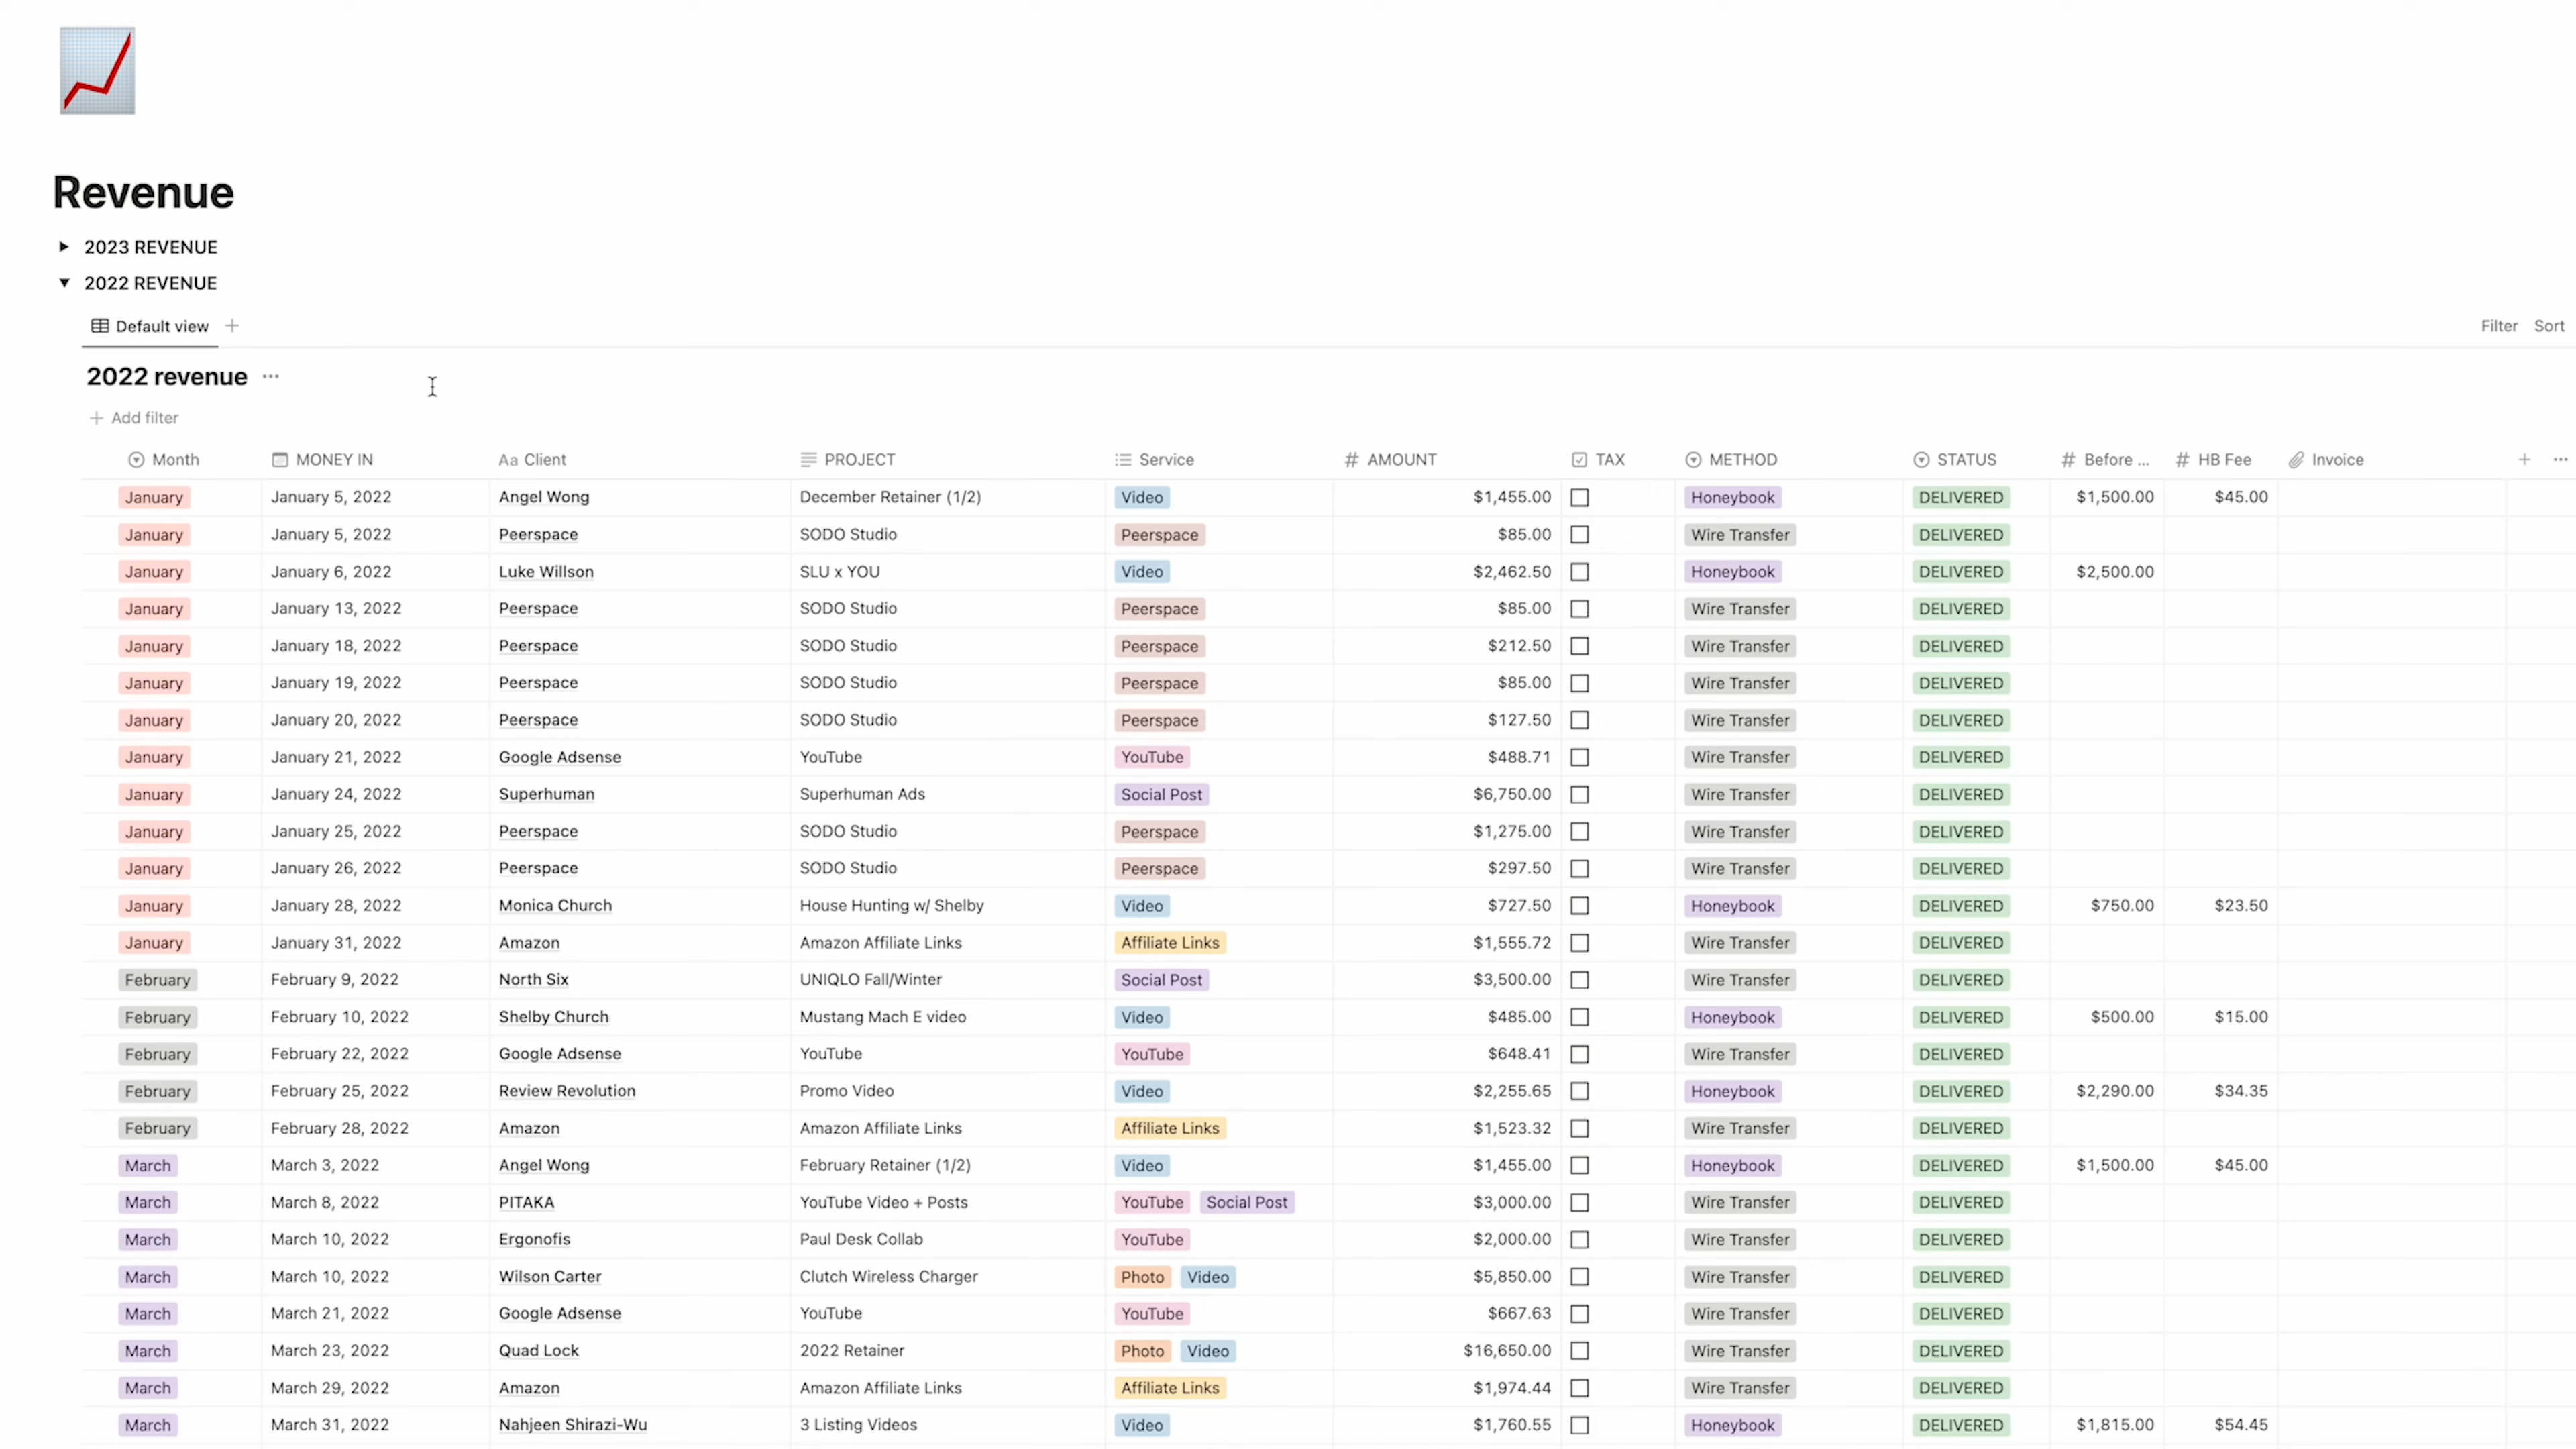 Revenue
2023 REVENUE
2022 REVENUE
Default view
Filter Sort
2022 revenue
Add filter
Month MONEY IN Aa Client PROJECT Service # AMOUNT TAX METHOD STATUS # Before ... # HB Fee Invoice
January January 5, 2022 Angel Wong December Retainer (1/2) Video $1,455.00 Honeybook DELIVERED $1,500.00 $45.00
January January 5, 2022 Peerspace SODO Studio Peerspace $85.00 Wire Transfer DELIVERED
January January 6, 2022 Luke Willson SLU x YOU Video $2,462.50 Honeybook DELIVERED $2,500.00
January January 13, 2022 Peerspace SODO Studio Peerspace $85.00 Wire Transfer DELIVERED
January January 18, 2022 Peerspace SODO Studio Peerspace $212.50 Wire Transfer DELIVERED
January January 19, 2022 Peerspace SODO Studio Peerspace $85.00 Wire Transfer DELIVERED
January January 20, 2022 Peerspace SODO Studio Peerspace $127.50 Wire Transfer DELIVERED
January January 21, 2022 Google Adsense YouTube YouTube $488.71 Wire Transfer DELIVERED
January January 24, 2022 Superhuman Superhuman Ads Social Post $6,750.00 Wire Transfer DELIVERED
January January 25, 2022 Peerspace SODO Studio Peerspace $1,275.00 Wire Transfer DELIVERED
January January 26, 2022 Peerspace SODO Studio Peerspace $297.50 Wire Transfer DELIVERED
January January 28, 2022 Monica Church House Hunting w/ Shelby Video $727.50 Honeybook DELIVERED $750.00 $23.50
January January 31, 2022 Amazon Amazon Affiliate Links Affiliate Links $1,555.72 Wire Transfer DELIVERED
February February 9, 2022 North Six UNIQLO Fall/Winter Social Post $3,500.00 Wire Transfer DELIVERED
February February 10, 2022 Shelby Church Mustang Mach E video Video $485.00 Honeybook DELIVERED $500.00 $15.00
February February 22, 2022 Google Adsense YouTube YouTube $648.41 Wire Transfer DELIVERED
February February 25, 2022 Review Revolution Promo Video Video $2,255.65 Honeybook DELIVERED $2,290.00 $34.35
February February 28, 2022 Amazon Amazon Affiliate Links Affiliate Links $1,523.32 Wire Transfer DELIVERED
March March 3, 2022 Angel Wong February Retainer (1/2) Video $1,455.00 Honeybook DELIVERED $1,500.00 $45.00
March March 8, 2022 PITAKA YouTube Video + Posts YouTube Social Post $3,000.00 Wire Transfer DELIVERED
March March 10, 2022 Ergonofis Paul Desk Collab YouTube $2,000.00 Wire Transfer DELIVERED
March March 10, 2022 Wilson Carter Clutch Wireless Charger Photo Video $5,850.00 Wire Transfer DELIVERED
March March 21, 2022 Google Adsense YouTube YouTube $667.63 Wire Transfer DELIVERED
March March 23, 2022 Quad Lock 2022 Retainer Photo Video $16,650.00 Wire Transfer DELIVERED
March March 29, 2022 Amazon Amazon Affiliate Links Affiliate Links $1,974.44 Wire Transfer DELIVERED
March March 31, 2022 Nahjeen Shirazi-Wu 3 Listing Videos Video $1,760.55 Honeybook DELIVERED $1,815.00 $54.45